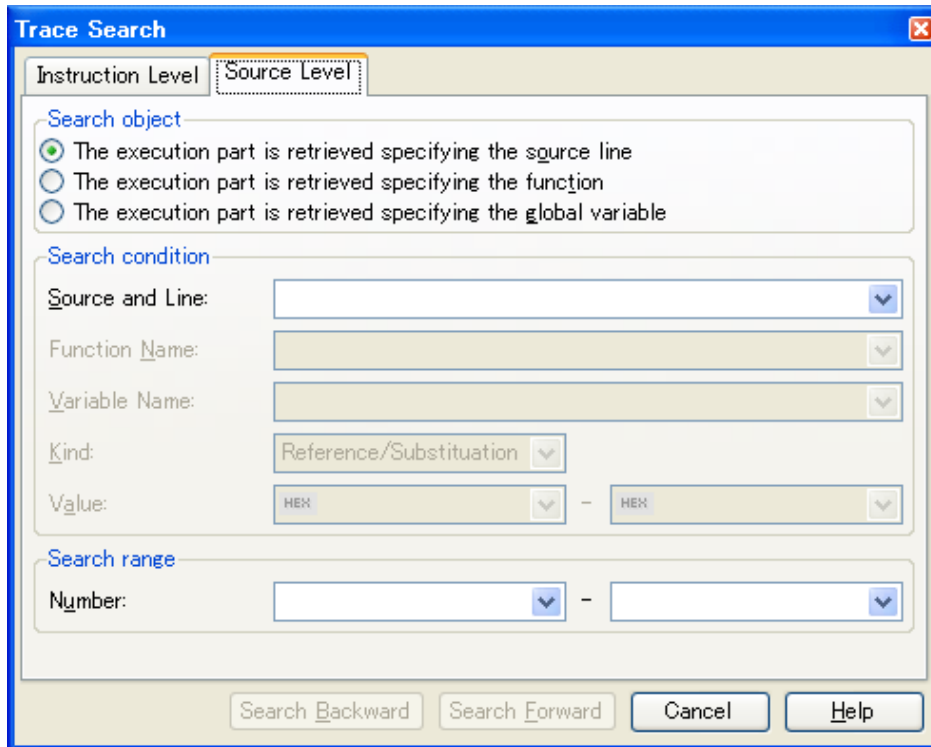 Trace Search
Instruction Level Source Level
Search object
The execution part is retrieved specifying the source line
The execution part is retrieved specifying the function
The execution part is retrieved specifying the global variable
Search condition
Source and Line:
Function Name:
Variable Name:
Kind: Reference/Substituation
Value: HEX - HEX
Search range
Number: -
Search Backward Search Forward Cancel Help